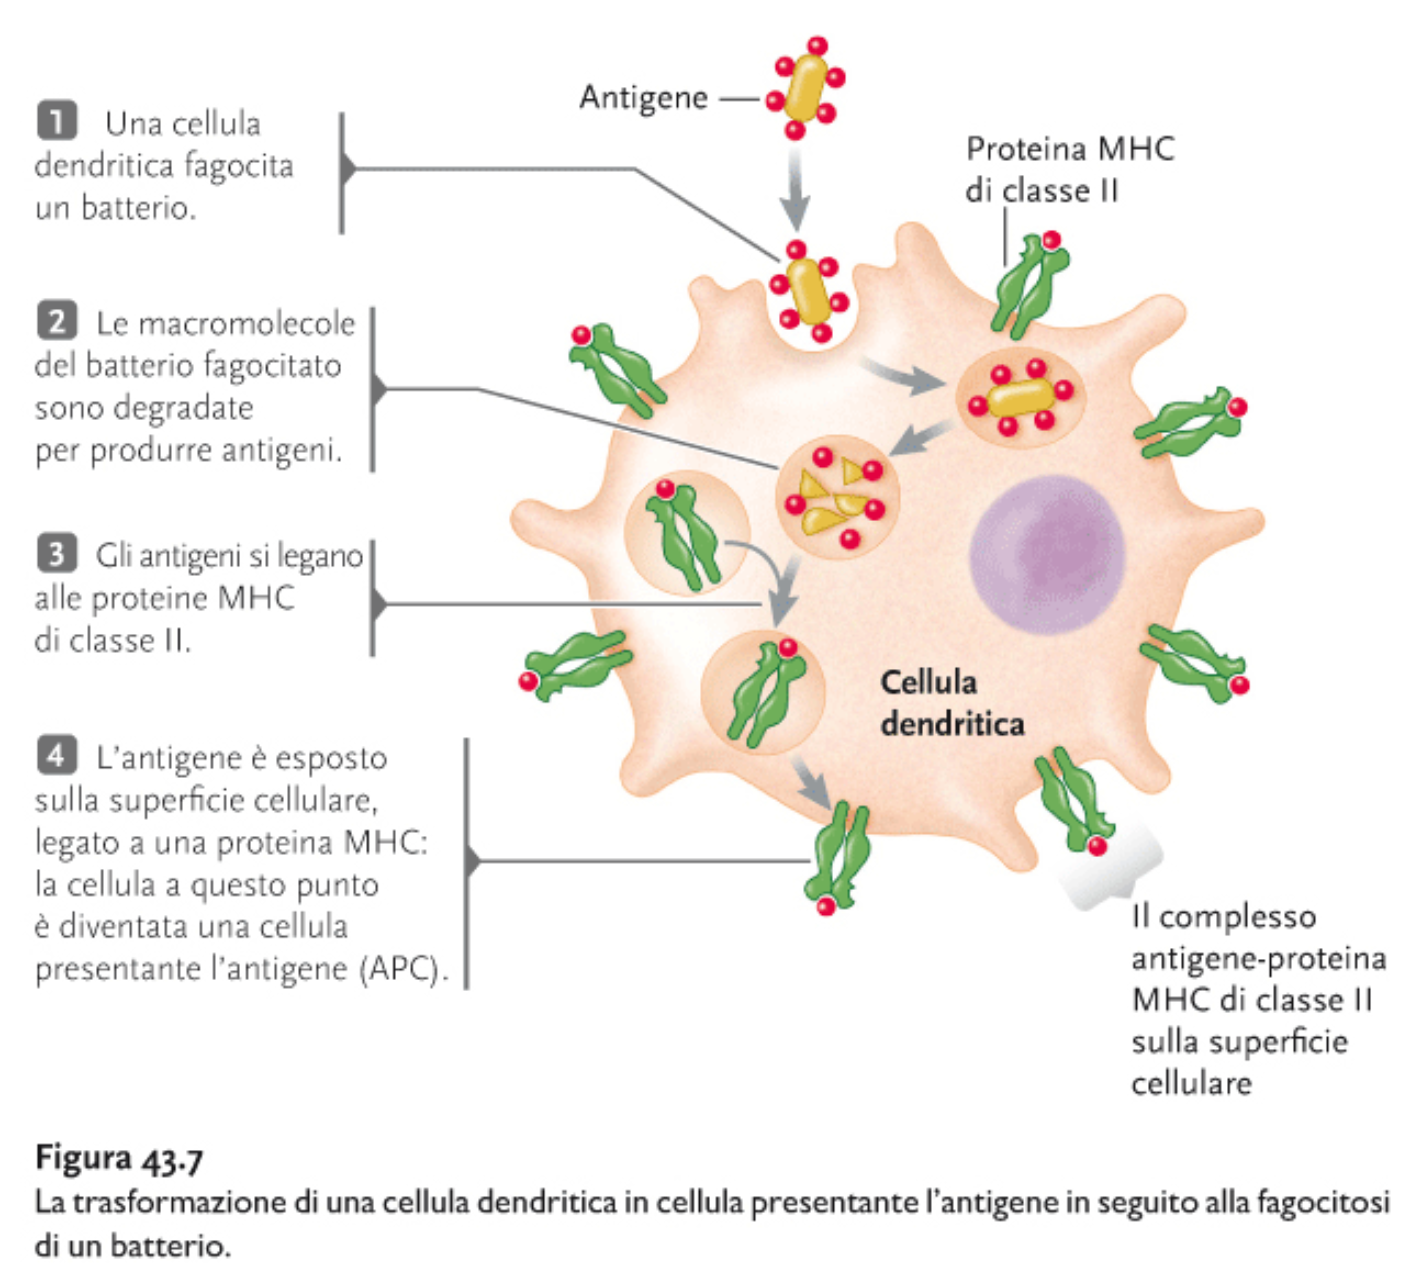 Antigene
1 Una cellula
dendritica fagocita
un batterio.
Proteina MHC
di classe II
2 Le macromolecole
del batterio fagocitato
sono degradate
per produrre antigeni.
3 Gli antigeni si legano
alle proteine MHC
di classe II.
Cellula
dendritica
4 L'antigene è esposto
sulla superficie cellulare,
legato a una proteina MHC:
la cellula a questo punto
è diventata una cellula
presentante l'antigene (APC).
Il complesso
antigene-proteina
MHC di classe II
sulla superficie
cellulare
Figura 43.7
La trasformazione di una cellula dendritica in cellula presentante l'antigene in seguito alla fagocitosi
di un batterio.